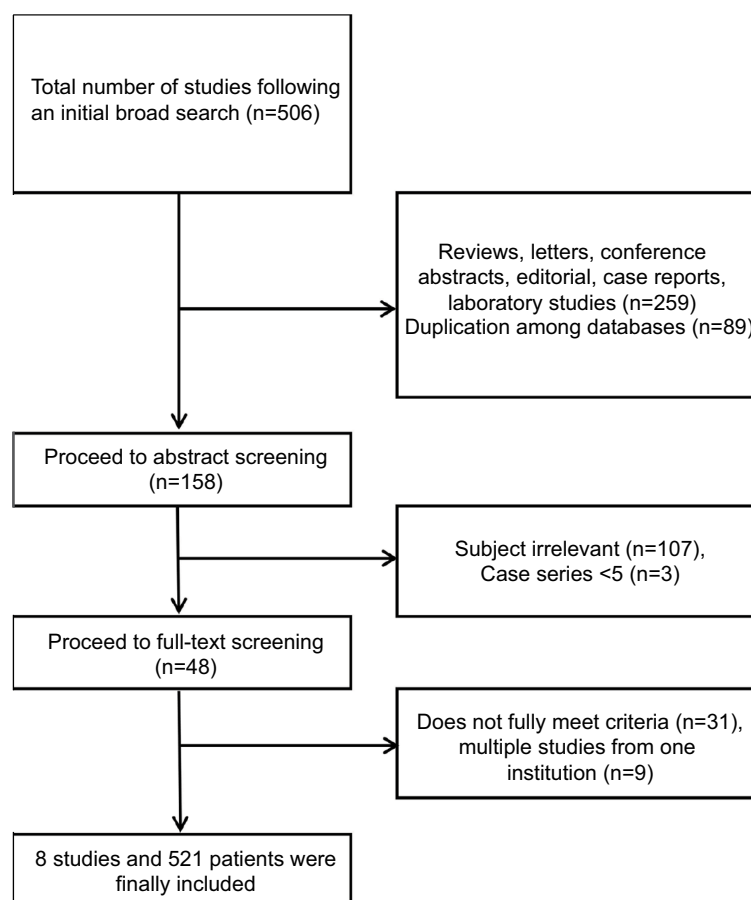 Total number of studies following
an initial broad search (n=506)
Reviews, letters, conference
abstracts, editorial, case reports,
laboratory studies (n=259)
Duplication among databases (n=89)
Proceed to abstract screening
(n=158)
Subject irrelevant (n=107),
Case series <5 (n=3)
Proceed to full-text screening
(n=48)
Does not fully meet criteria (n=31),
multiple studies from one
institution (n=9)
8 studies and 521 patients were
finally included